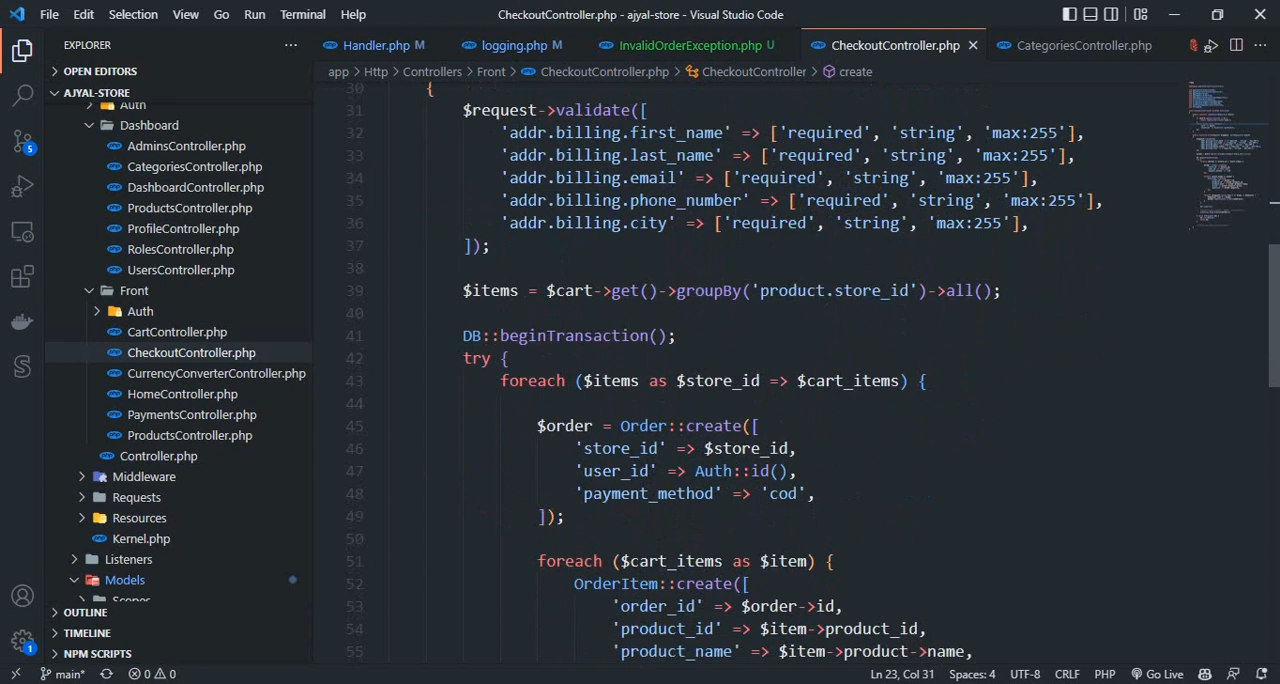 File Edit Selection View Go Run Terminal Help CheckoutController.php - ajyal-store - Visual Studio Code
EXPLORER
Handler.php M logging.php M InvalidOrderException.php U CheckoutController.php CategoriesController.php
OPEN EDITORS
AJYAL-STORE
Auth
Dashboard
AdminsController.php
CategoriesController.php
DashboardController.php
ProductsController.php
ProfileController.php
RolesController.php
UsersController.php
Front
Auth
CartController.php
CheckoutController.php
CurrencyConverterController.php
HomeController.php
PaymentsController.php
ProductsController.php
Controller.php
Middleware
Requests
Resources
Kernel.php
Listeners
Models
Scopes
OUTLINE
TIMELINE
NPM SCRIPTS
5
1
app > Http > Controllers > Front > CheckoutController.php > CheckoutController > create
30 {
31 $request->validate([
32 'addr.billing.first_name' => ['required', 'string', 'max:255'],
33 'addr.billing.last_name' => ['required', 'string', 'max:255'],
34 'addr.billing.email' => ['required', 'string', 'max:255'],
35 'addr.billing.phone_number' => ['required', 'string', 'max:255'],
36 'addr.billing.city' => ['required', 'string', 'max:255'],
37 ]);
38
39 $items = $cart->get()->groupBy('product.store_id')->all();
40
41 DB::beginTransaction();
42 try {
43 foreach ($items as $store_id => $cart_items) {
44
45 $order = Order::create([
46 'store_id' => $store_id,
47 'user_id' => Auth::id(),
48 'payment_method' => 'cod',
49 ]);
50
51 foreach ($cart_items as $item) {
52 OrderItem::create([
53 'order_id' => $order->id,
54 'product_id' => $item->product_id,
55 'product_name' => $item->product->name,
main* 0 0 Ln 23, Col 31 Spaces: 4 UTF-8 CRLF PHP Go Live